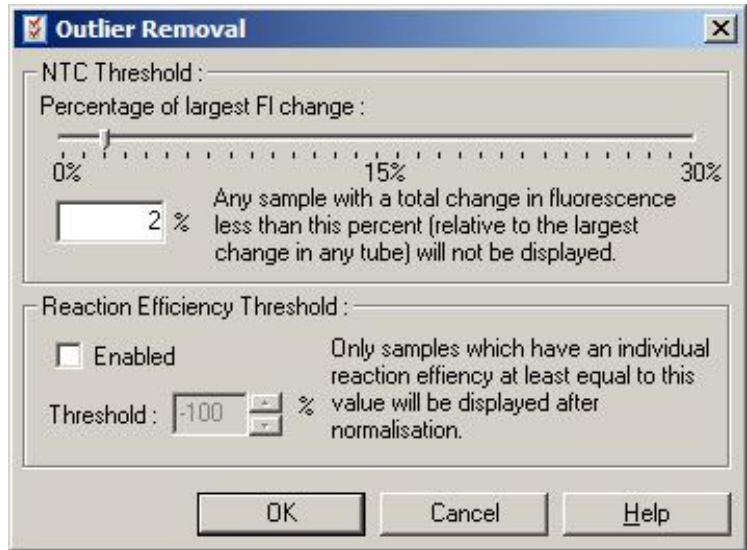 Outlier Removal
NTC Threshold :
Percentage of largest Fl change :
0% 15% 30%
2 %
Any sample with a total change in fluorescence
less than this percent (relative to the largest
change in any tube) will not be displayed.
Reaction Efficiency Threshold :
Enabled
Threshold : -100 %
Only samples which have an individual
reaction effiency at least equal to this
value will be displayed after
normalisation.
OK Cancel Help